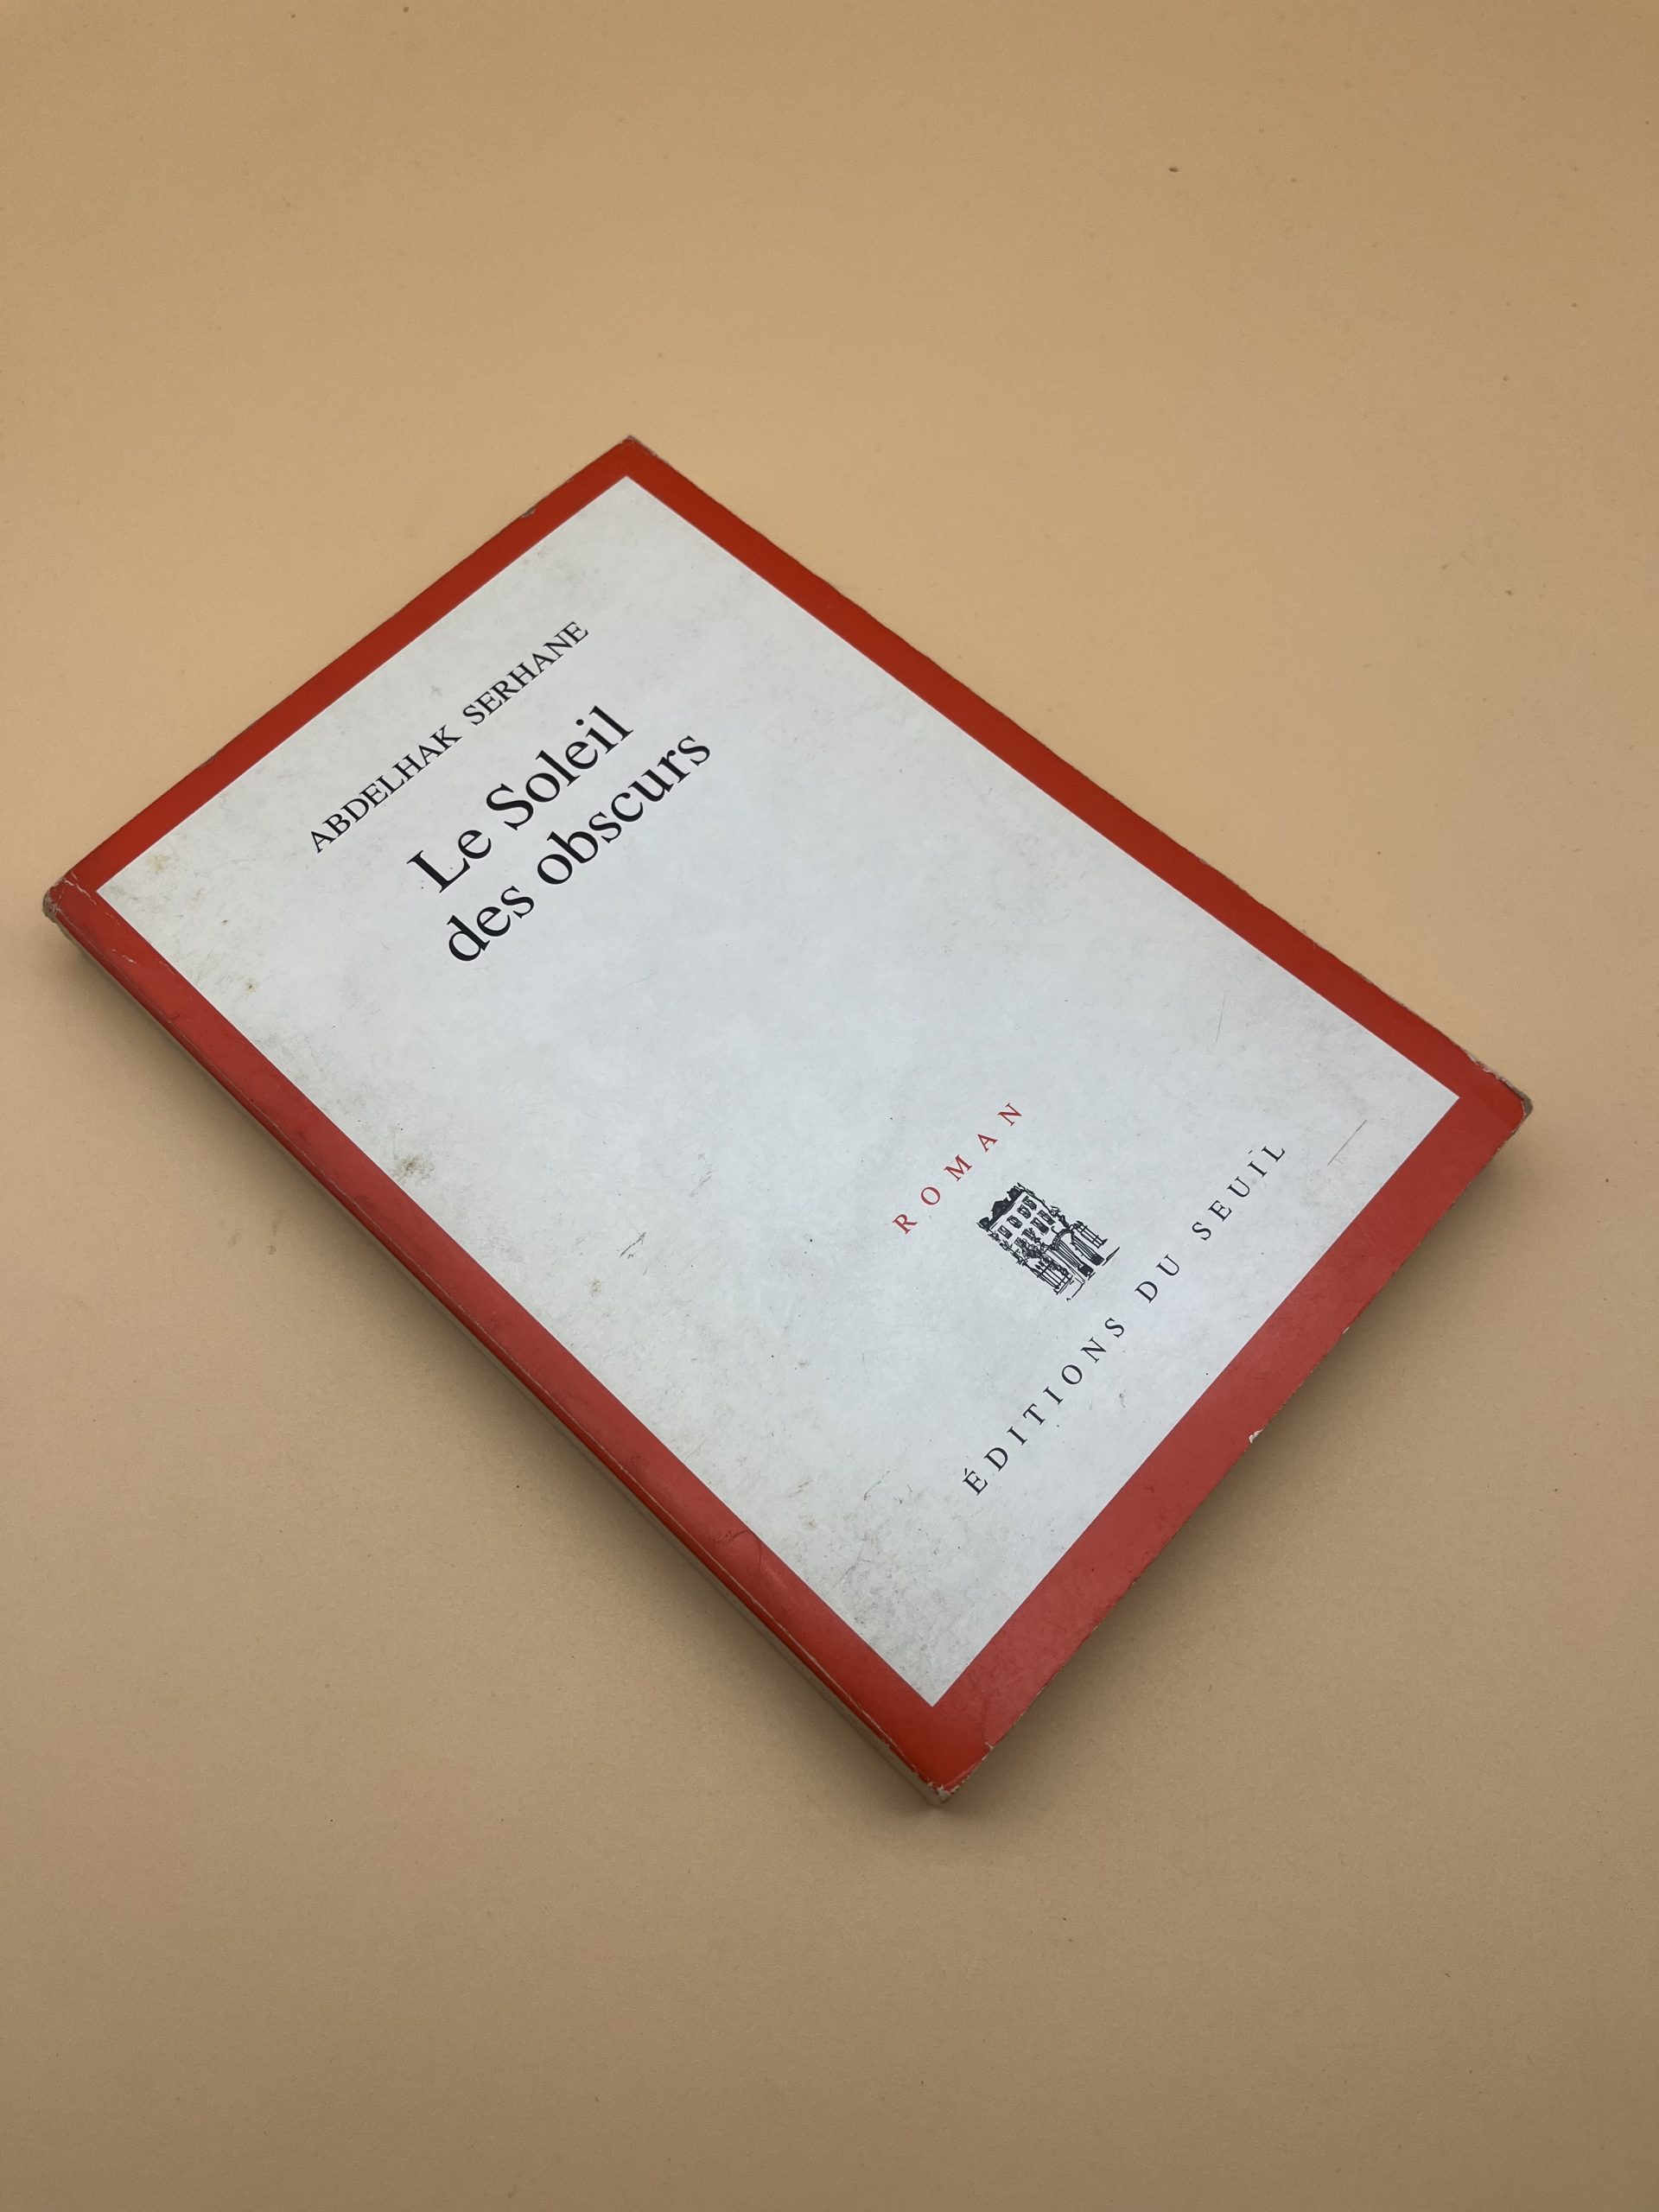 ABDELHAK SERHANE
Le Soleil
des obscurs
ROMAN
ÉDITIONS DU SEUIL